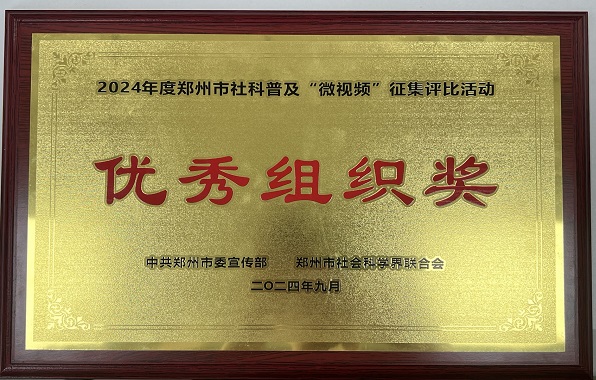 2024年度郑州市社科普及“微视频”征集评比活动
优秀组织奖
中共郑州市委宣传部 郑州市社会科学界联合会
二〇二四年九月